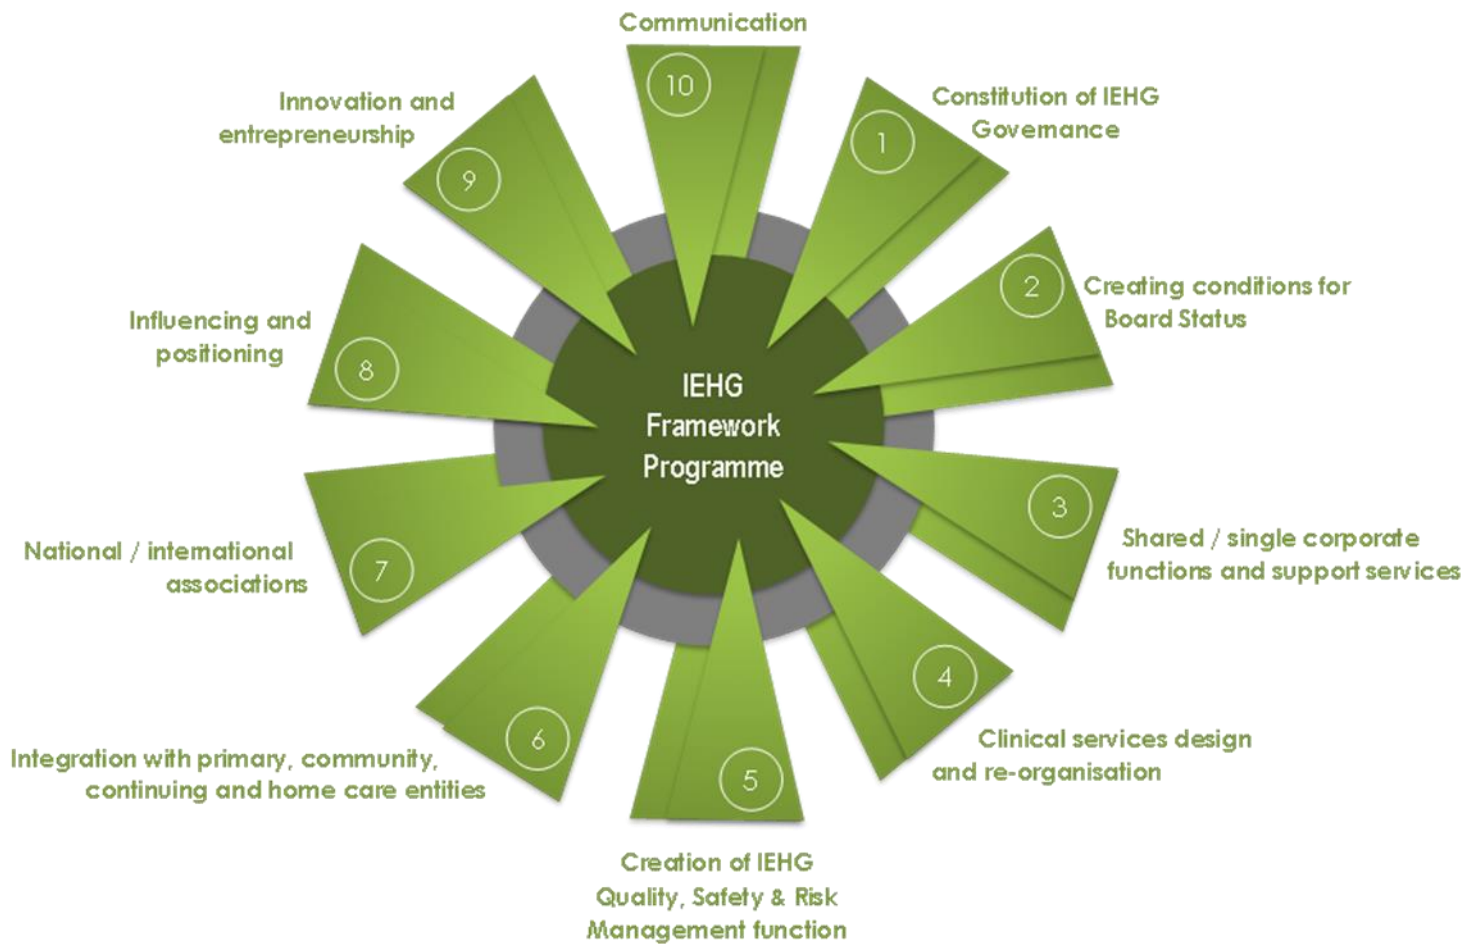 Communication
10
1
Constitution of IEHG
Governance
2
Creating conditions for
Board Status
3
Shared / single corporate
functions and support services
4
Clinical services design
and re-organisation
5
Creation of IEHG
Quality, Safety & Risk
Management function
6
Integration with primary, community,
continuing and home care entities
7
National / international
associations
8
Influencing and
positioning
9
Innovation and
entrepreneurship
IEHG
Framework
Programme